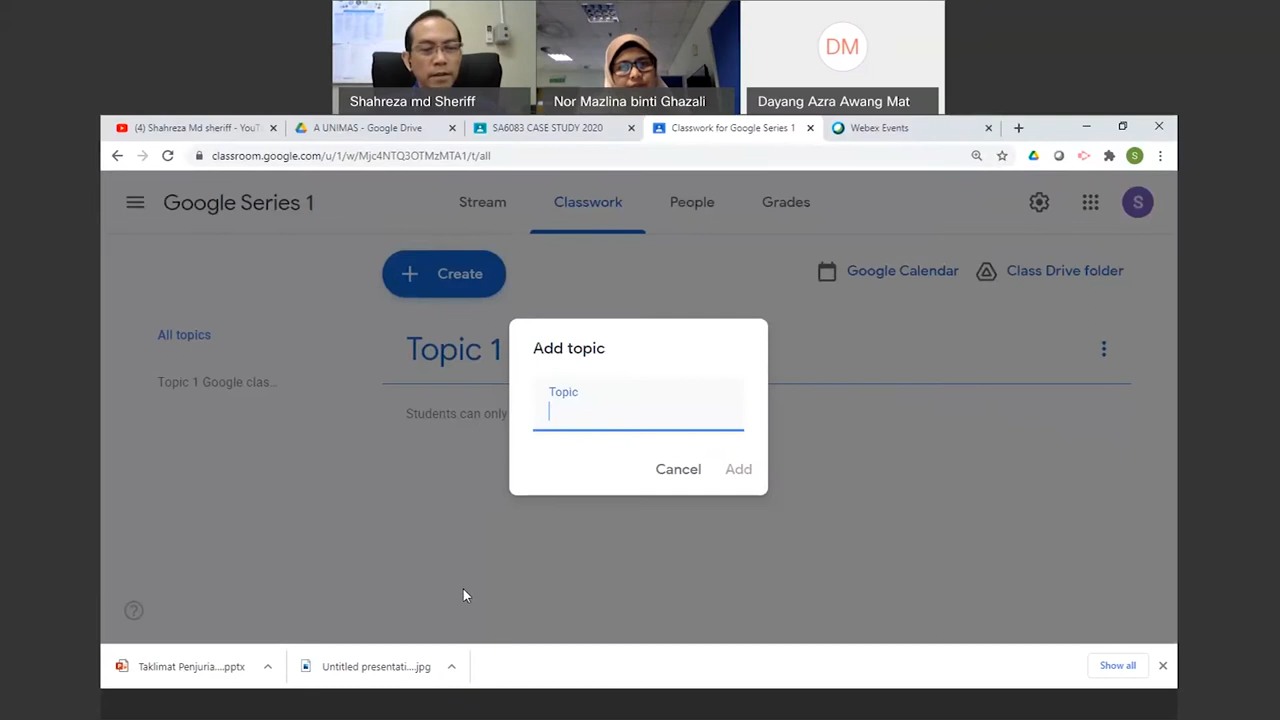 DM
Shahreza md Sheriff
Nor Mazlina binti Ghazali
Dayang Azra Awang Mat
(4) Shahreza Md sheriff - YouT
A UNIMAS - Google Drive
SA6083 CASE STUDY 2020
Classwork for Google Series 1
Webex Events
classroom.google.com/u/1/w/Mjc4NTQ3OTMzMTA1/t/all
S
Google Series 1
Stream
Classwork
People
Grades
S
Create
Google Calendar
Class Drive folder
All topics
Topic 1 Google clas...
Topic 1
Students can only
Add topic
Topic
Cancel
Add
Taklimat Penjuria....pptx
Untitled presentati....jpg
Show all